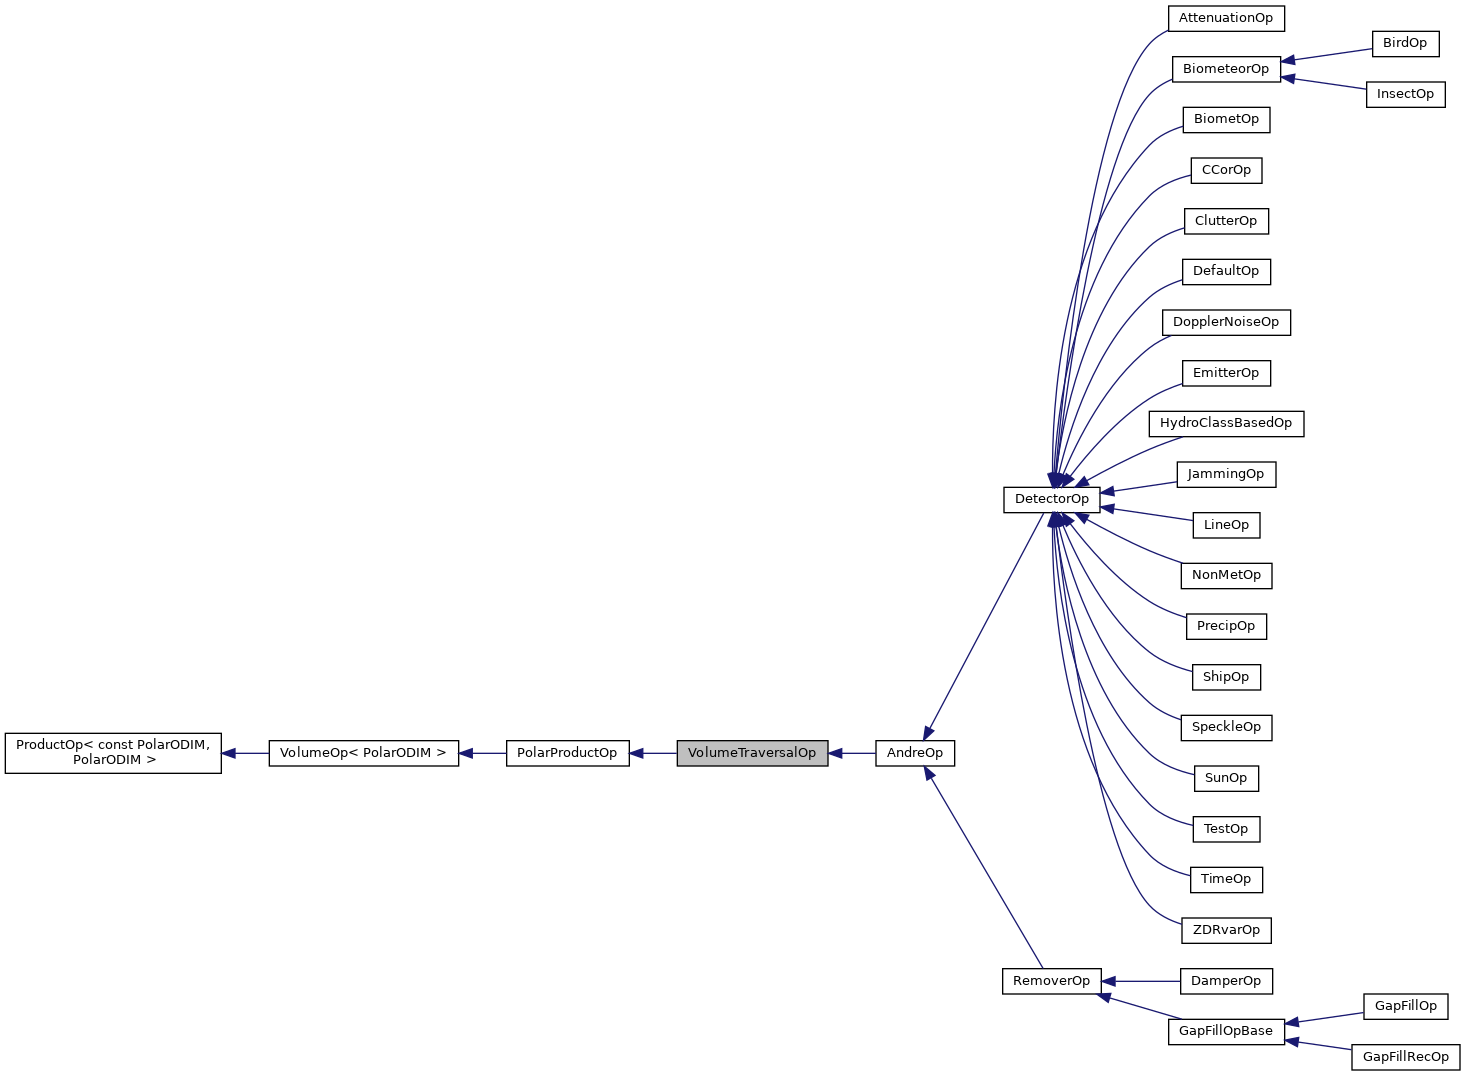 AttenuationOp
BirdOp
BiometeorOp
InsectOp
BiometOp
CCorOp
ClutterOp
DefaultOp
DopplerNoiseOp
EmitterOp
HydroClassBasedOp
JammingOp
DetectorOp
LineOp
NonMetOp
PrecipOp
ShipOp
SpeckleOp
ProductOp< const PolarODIM,
PolarODIM >
VolumeOp< PolarODIM >
PolarProductOp
VolumeTraversalOp
AndreOp
SunOp
TestOp
TimeOp
ZDRvarOp
RemoverOp
DamperOp
GapFillOp
GapFillOpBase
GapFillRecOp